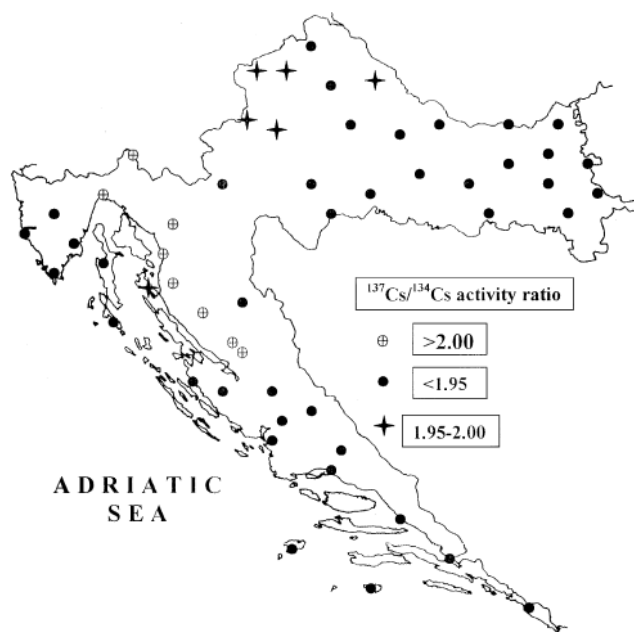 ¹³⁷Cs/¹³⁴Cs activity ratio
>2.00
<1.95
1.95-2.00
ADRIATIC
SEA